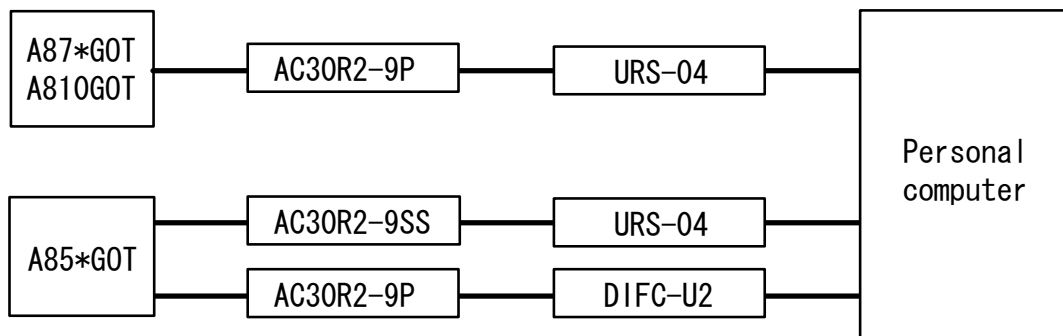 A87*GOT
A810GOT
AC30R2-9P
URS-04
Personal
computer
A85*GOT
AC30R2-9SS
URS-04
AC30R2-9P
DIFC-U2